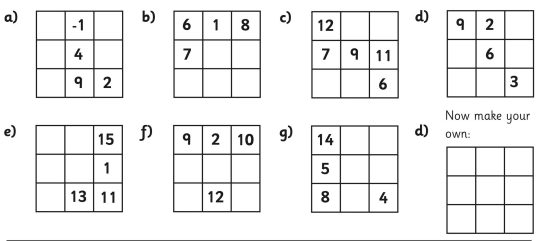 a) b) c) d)
-1 6 1 8 12 9 2
4 7 7 9 11 6
9 2 6 3
Now make your
e) f) g) d) own:
15 9 2 10 14
1 5
13 11 12 8 4